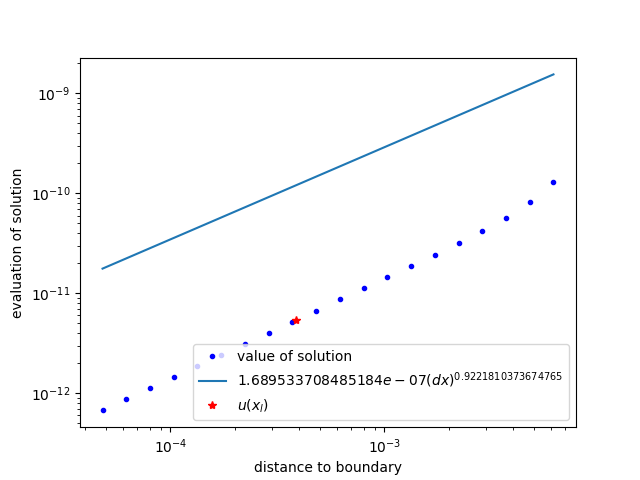 10⁻⁹
10⁻¹⁰
10⁻¹¹
10⁻¹²
evaluation of solution
value of solution
1.689533708485184e − 07(dx)^0.9221810373674765
u(x_I)
10⁻⁴
10⁻³
distance to boundary